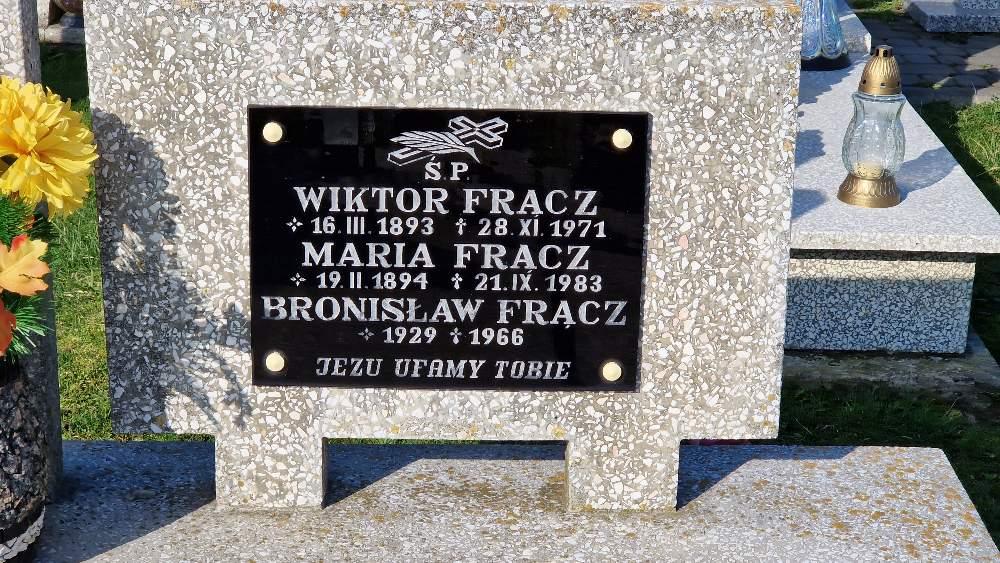 Ś.P.
WIKTOR FRĄCZ
16.III.1893 † 28.XI.1971
MARIA FRĄCZ
19.II.1894 † 21.IX.1983
BRONISŁAW FRĄCZ
1929 † 1966
JEZU UFAMY TOBIE